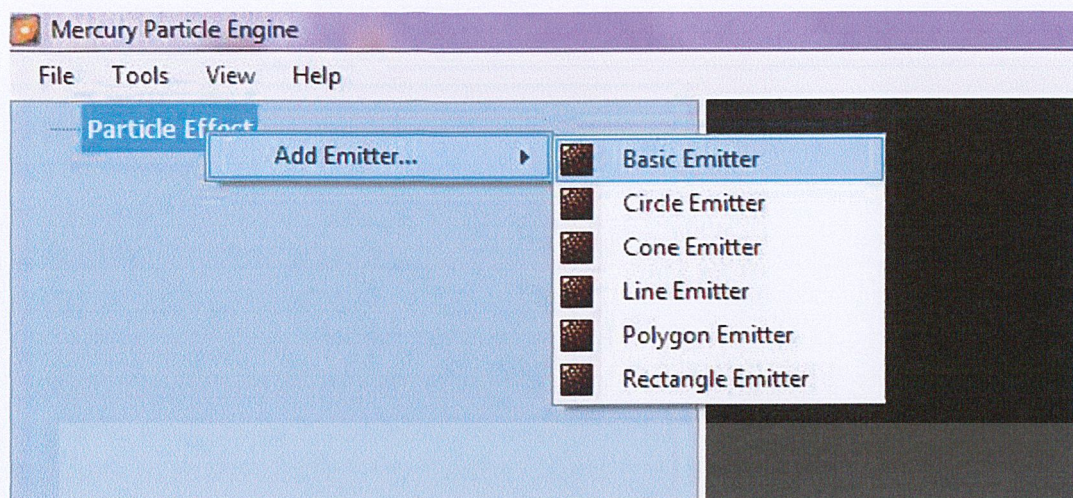 Mercury Particle Engine
File Tools View Help
Particle Effect
Add Emitter...
Basic Emitter
Circle Emitter
Cone Emitter
Line Emitter
Polygon Emitter
Rectangle Emitter